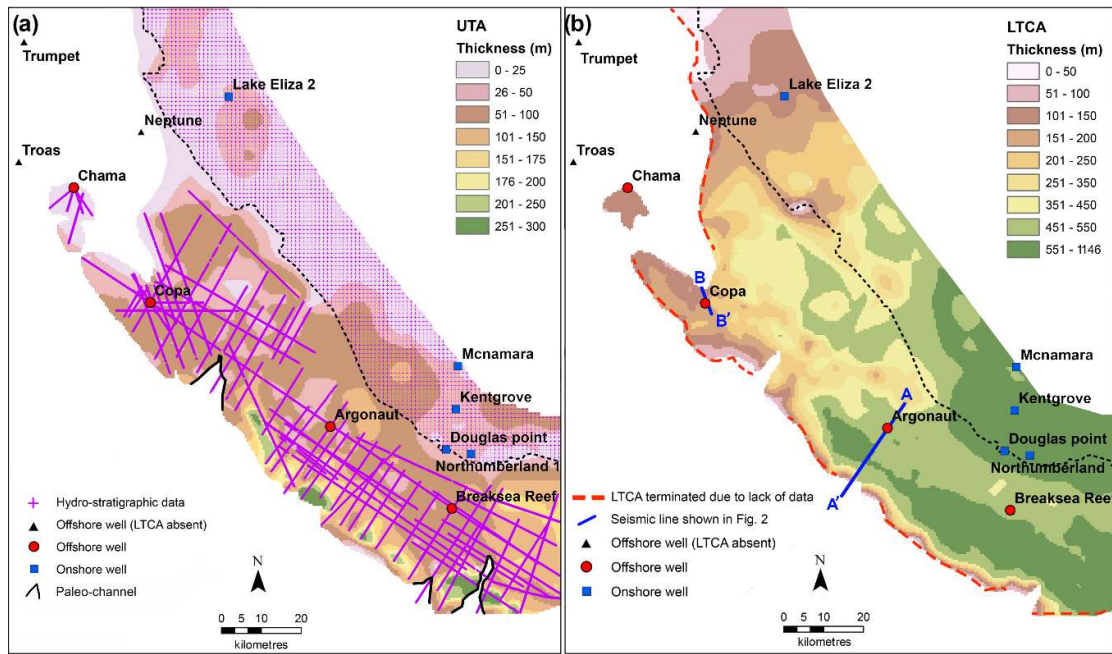 (a)
UTA
Thickness (m)
0 - 25
26 - 50
51 - 100
101 - 150
151 - 175
176 - 200
201 - 250
251 - 300
Trumpet
Lake Eliza 2
Neptune
Troas
Chama
Copa
Mcnamara
Kentgrove
Argonaut
Douglas point
Northumberland 1
Breaksea Reef
Hydro-stratigraphic data
Offshore well (LTCA absent)
Offshore well
Onshore well
Paleo-channel
N
0 5 10 20
kilometres
(b)
LTCA
Thickness (m)
0 - 50
51 - 100
101 - 150
151 - 200
201 - 250
251 - 350
351 - 450
451 - 550
551 - 1146
Trumpet
Lake Eliza 2
Neptune
Troas
Chama
B
Copa
B'
Mcnamara
A
Kentgrove
Argonaut
Douglas point
Northumberland 1
A'
Breaksea Reef
LTCA terminated due to lack of data
Seismic line shown in Fig. 2
Offshore well (LTCA absent)
Offshore well
Onshore well
N
0 5 10 20
kilometres